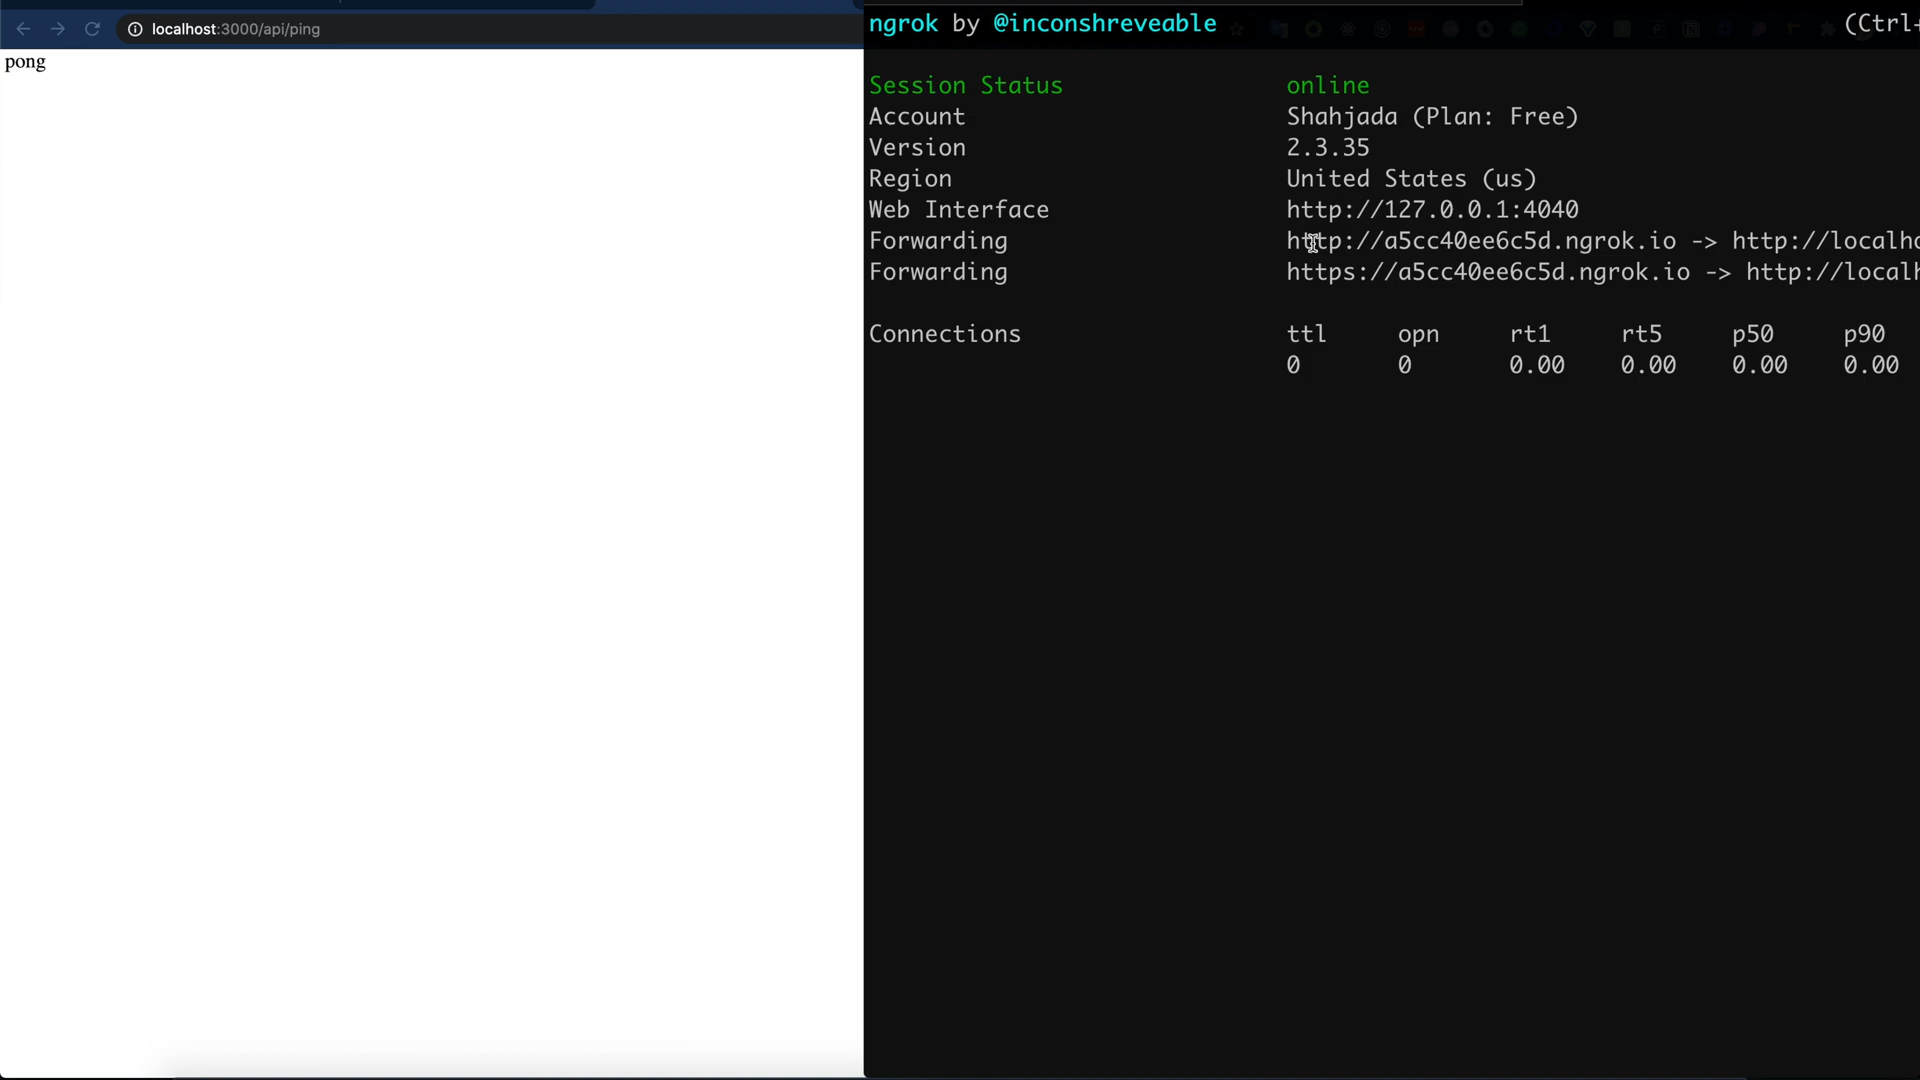 localhost:3000/api/ping
pong
ngrok by @inconshreveable (Ctrl+
Session Status online
Account Shahjada (Plan: Free)
Version 2.3.35
Region United States (us)
Web Interface http://127.0.0.1:4040
Forwarding http://a5cc40ee6c5d.ngrok.io -> http://localho
Forwarding https://a5cc40ee6c5d.ngrok.io -> http://localh
Connections ttl opn rt1 rt5 p50 p90
0 0 0.00 0.00 0.00 0.00